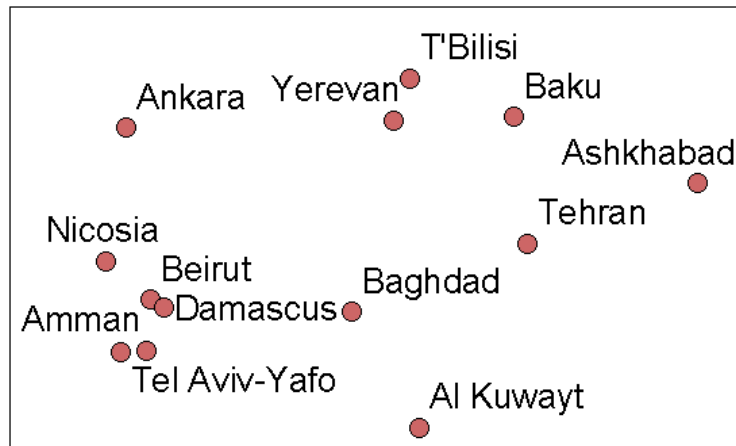 T'Bilisi
Ankara
Yerevan
Baku
Ashkhabad
Tehran
Nicosia
Beirut
Baghdad
Damascus
Amman
Tel Aviv-Yafo
Al Kuwayt